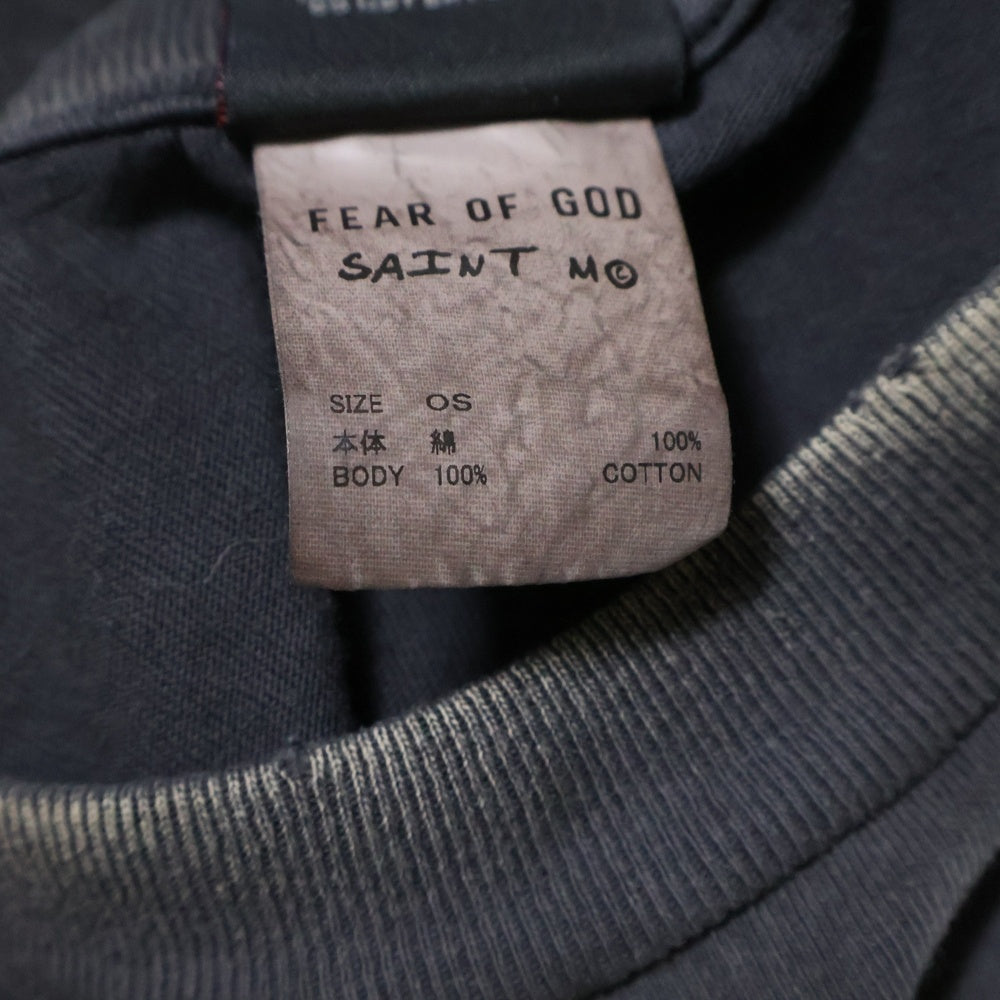 FEAR OF GOD
SAINT M©
SIZE OS
本体 綿 100%
BODY 100% COTTON